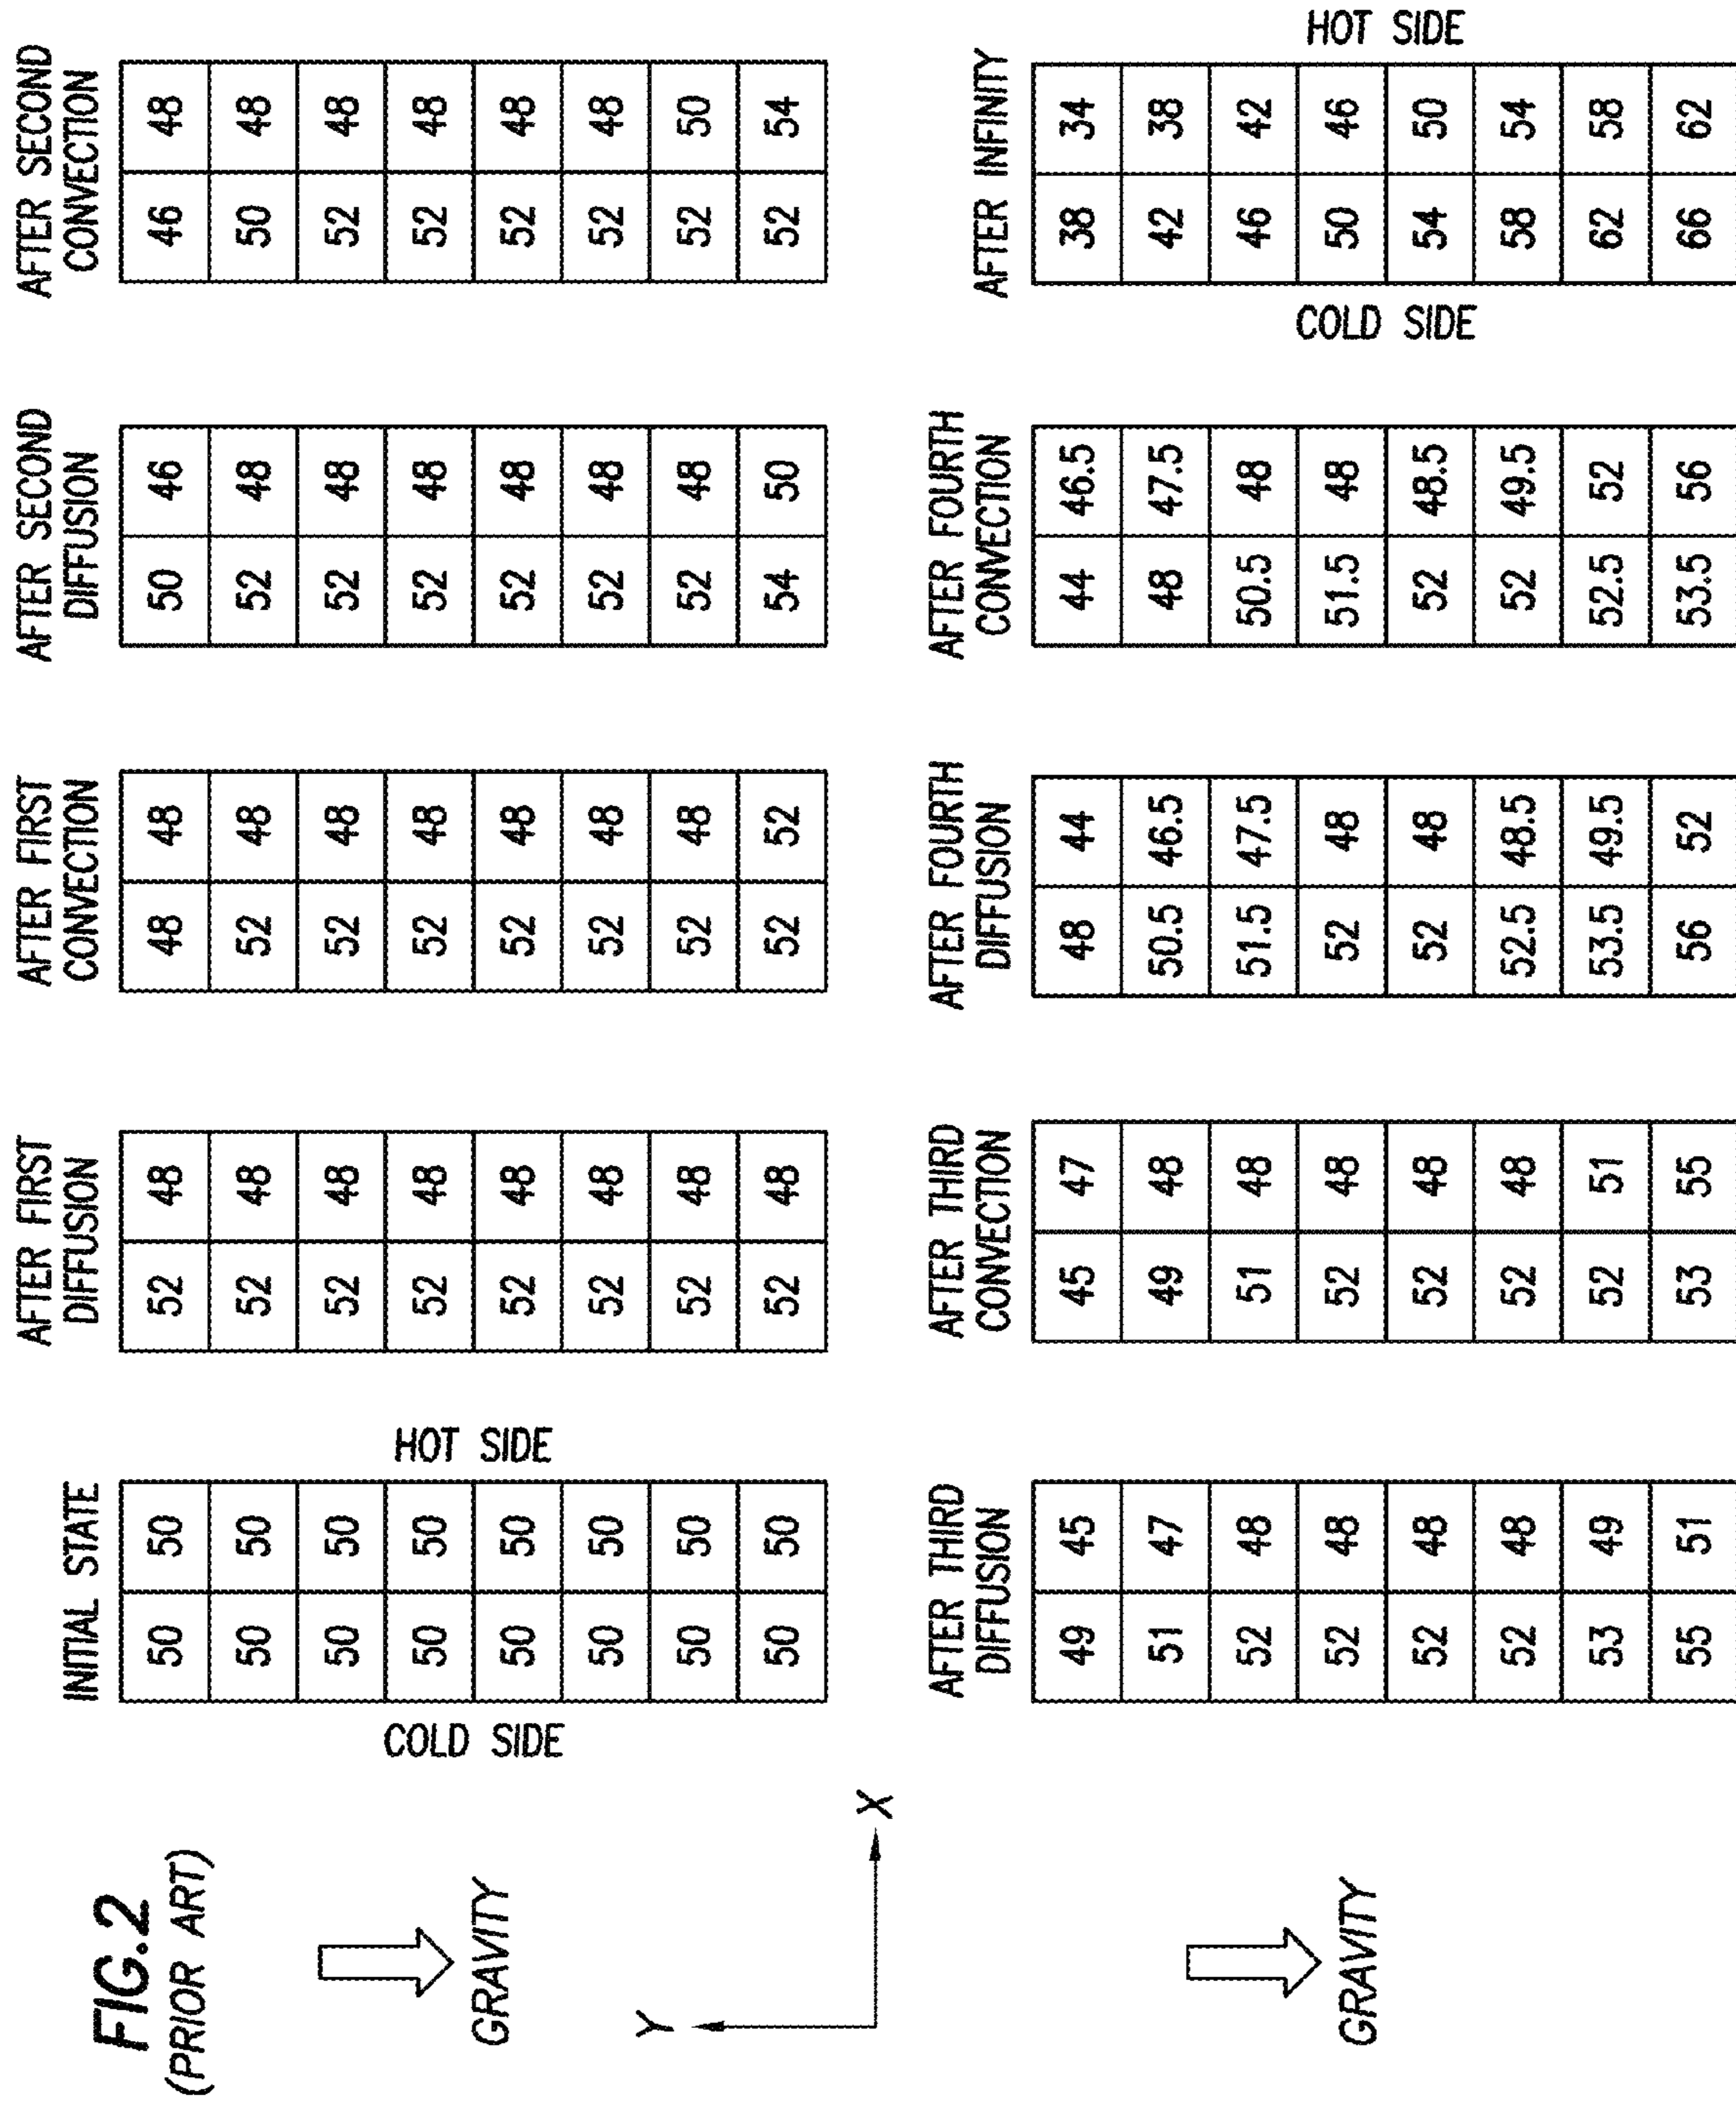 FIG.2
(PRIOR ART)
GRAVITY
Y
X
INITIAL STATE
COLD SIDE
HOT SIDE
50 50
50 50
50 50
50 50
50 50
50 50
50 50
50 50
AFTER FIRST
DIFFUSION
52 48
52 48
52 48
52 48
52 48
52 48
52 48
52 48
AFTER FIRST
CONVECTION
48 48
52 48
52 48
52 48
52 48
52 48
52 48
52 52
AFTER SECOND
DIFFUSION
50 46
52 48
52 48
52 48
52 48
52 48
52 48
54 50
AFTER SECOND
CONVECTION
46 48
50 48
52 48
52 48
52 48
52 48
52 50
52 54
GRAVITY
AFTER THIRD
DIFFUSION
49 45
51 47
52 48
52 48
52 48
52 48
53 49
55 51
AFTER THIRD
CONVECTION
45 47
49 48
51 48
52 48
52 48
52 48
52 51
53 55
AFTER FOURTH
DIFFUSION
48 44
50.5 46.5
51.5 47.5
52 48
52 48
52.5 48.5
53.5 49.5
56 52
AFTER FOURTH
CONVECTION
44 46.5
48 47.5
50.5 48
51.5 48
52 48.5
52 49.5
52.5 52
53.5 56
AFTER INFINITY
COLD SIDE
HOT SIDE
38 34
42 38
46 42
50 46
54 50
58 54
62 58
66 62